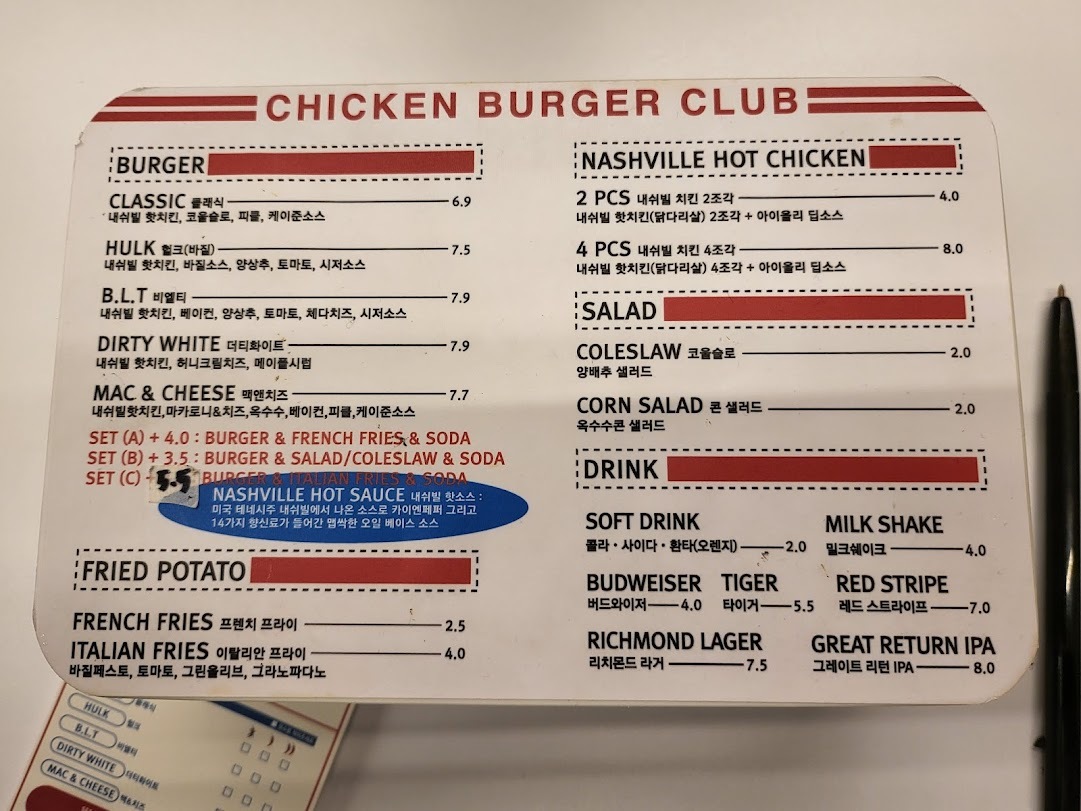 CHICKEN BURGER CLUB
BURGER
CLASSIC 클래식 6.9
내쉬빌 핫치킨, 코울슬로, 피클, 케이준소스
HULK 헐크(바질) 7.5
내쉬빌 핫치킨, 바질소스, 양상추, 토마토, 시저소스
B.L.T 비엘티 7.9
내쉬빌 핫치킨, 베이컨, 양상추, 토마토, 체다치즈, 시저소스
DIRTY WHITE 더티화이트 7.9
내쉬빌 핫치킨, 허니크림치즈, 메이플시럽
MAC & CHEESE 맥앤치즈 7.7
내쉬빌핫치킨,마카로니&치즈,옥수수,베이컨,피클,케이준소스
SET (A) + 4.0 : BURGER & FRENCH FRIES & SODA
SET (B) + 3.5 : BURGER & SALAD/COLESLAW & SODA
SET (C) + 5.5 BURGER & ITALIAN FRIES & SODA
NASHVILLE HOT SAUCE 내쉬빌 핫소스 :
미국 테네시주 내쉬빌에서 나온 소스로 카이엔페퍼 그리고
14가지 향신료가 들어간 맵싹한 오일 베이스 소스
FRIED POTATO
FRENCH FRIES 프렌치 프라이 2.5
ITALIAN FRIES 이탈리안 프라이 4.0
바질페스토, 토마토, 그린올리브, 그라노파다노
NASHVILLE HOT CHICKEN
2 PCS 내쉬빌 치킨 2조각 4.0
내쉬빌 핫치킨(닭다리살) 2조각 + 아이올리 딥소스
4 PCS 내쉬빌 치킨 4조각 8.0
내쉬빌 핫치킨(닭다리살) 4조각 + 아이올리 딥소스
SALAD
COLESLAW 코울슬로 2.0
양배추 샐러드
CORN SALAD 콘 샐러드 2.0
옥수수콘 샐러드
DRINK
SOFT DRINK MILK SHAKE
콜라 · 사이다 · 환타(오렌지) 2.0 밀크쉐이크 4.0
BUDWEISER TIGER RED STRIPE
버드와이저 4.0 타이거 5.5 레드 스트라이프 7.0
RICHMOND LAGER GREAT RETURN IPA
리치몬드 라거 7.5 그레이트 리턴 IPA 8.0
클래식
HULK 헐크
B.L.T 비엘티
DIRTY WHITE 더티화이트
MAC & CHEESE 맥&치즈